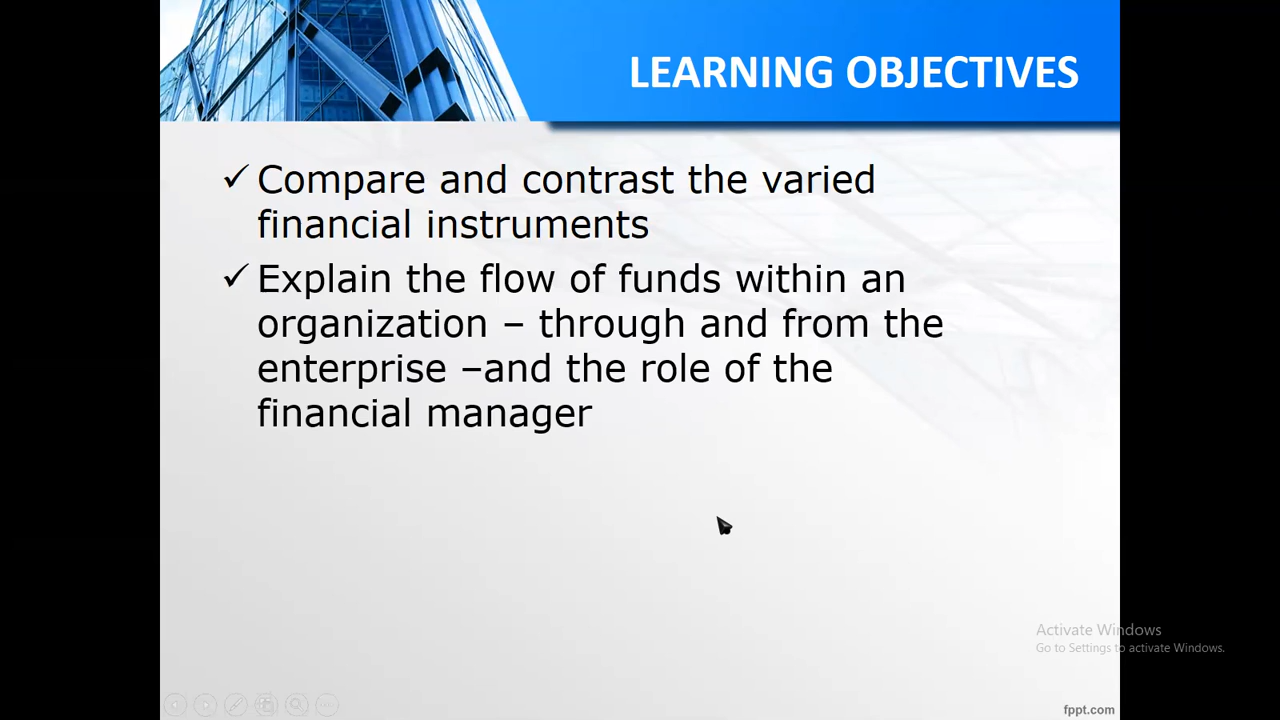 LEARNING OBJECTIVES
✓ Compare and contrast the varied
financial instruments
✓ Explain the flow of funds within an
organization – through and from the
enterprise –and the role of the
financial manager
Activate Windows
Go to Settings to activate Windows.
fppt.com